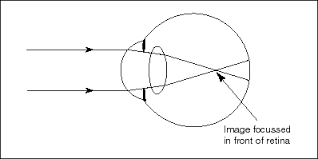 Image focussed
in front of retina